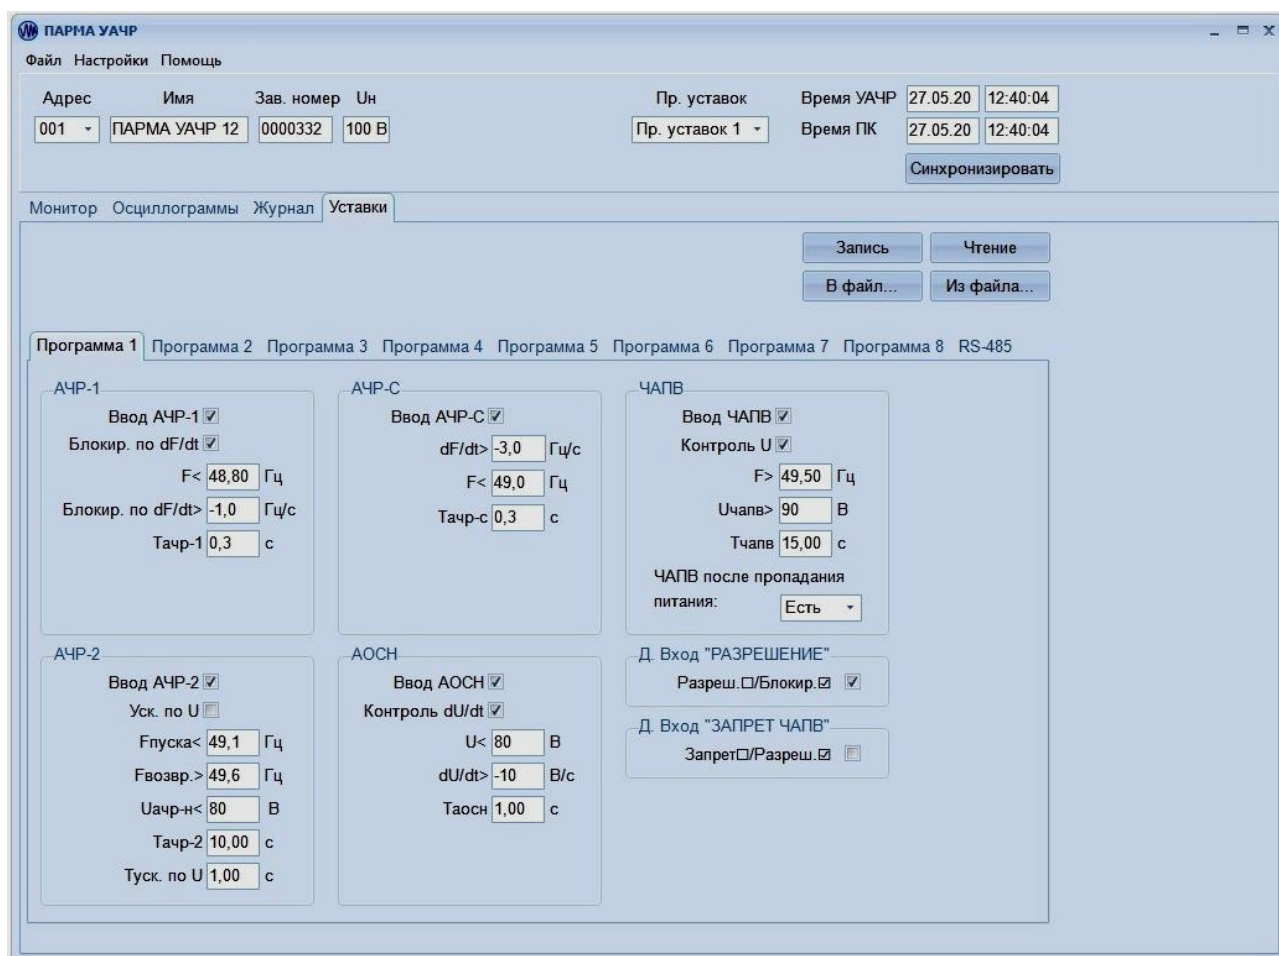 ПАРМА УАЧР
Файл Настройки Помощь
Адрес Имя Зав. номер Uн Пр. уставок Время УАЧР 27.05.20 12:40:04
001 ПАРМА УАЧР 12 0000332 100 В Пр. уставок 1 Время ПК 27.05.20 12:40:04
Синхронизировать
Монитор Осциллограммы Журнал Уставки
Запись Чтение
В файл... Из файла...
Программа 1 Программа 2 Программа 3 Программа 4 Программа 5 Программа 6 Программа 7 Программа 8 RS-485
АЧР-1
Ввод АЧР-1
Блокир. по dF/dt
F< 48,80 Гц
Блокир. по dF/dt> -1,0 Гц/с
Тачр-1 0,3 с
АЧР-С
Ввод АЧР-С
dF/dt> -3,0 Гц/с
F< 49,0 Гц
Тачр-с 0,3 с
ЧАПВ
Ввод ЧАПВ
Контроль U
F> 49,50 Гц
Uчапв> 90 В
Тчапв 15,00 с
ЧАПВ после пропадания
питания: Есть
АЧР-2
Ввод АЧР-2
Уск. по U
Fпуска< 49,1 Гц
Fвозвр.> 49,6 Гц
Uачр-н< 80 В
Тачр-2 10,00 с
Туск. по U 1,00 с
АОСН
Ввод АОСН
Контроль dU/dt
U< 80 В
dU/dt> -10 В/с
Таосн 1,00 с
Д. Вход "РАЗРЕШЕНИЕ"
Разреш.☐/Блокир.☑
Д. Вход "ЗАПРЕТ ЧАПВ"
Запрет☐/Разреш.☑